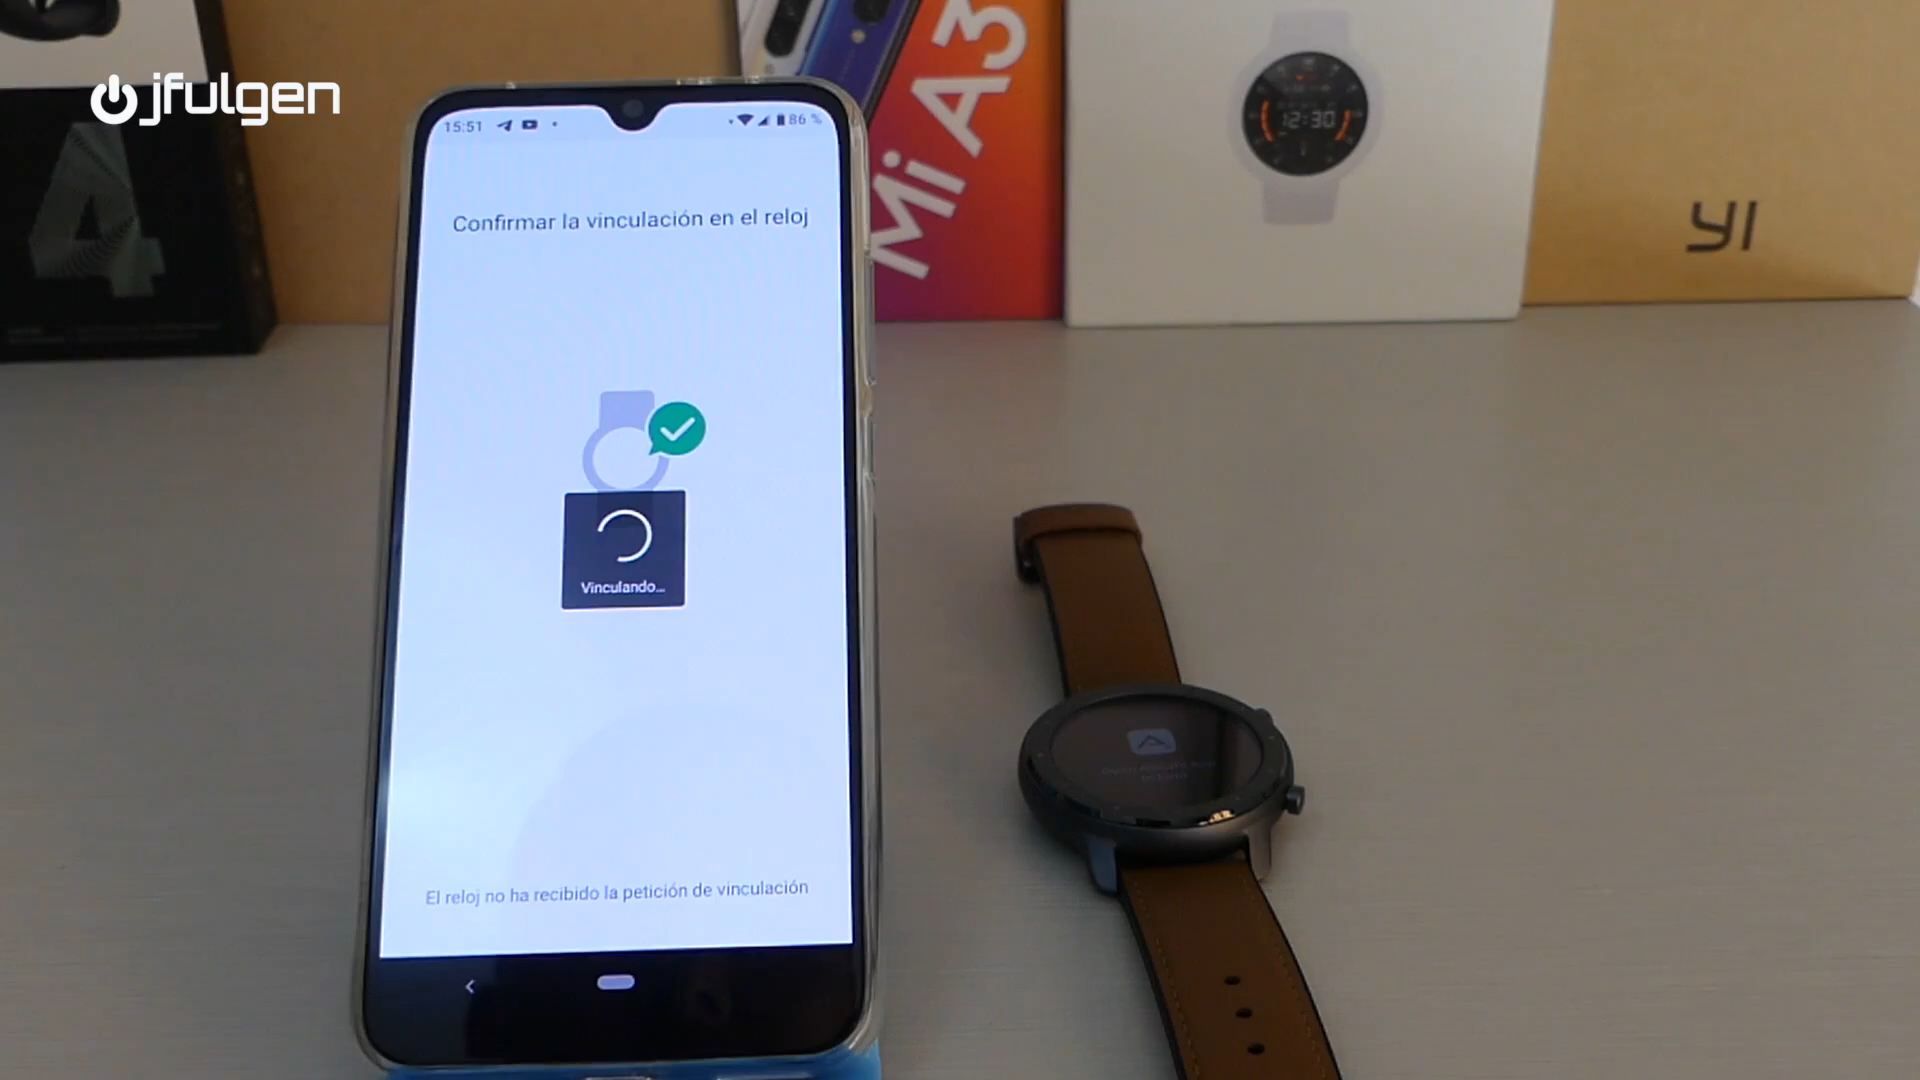 jfulgen
15:51
86 %
Confirmar la vinculación en el reloj
Vinculando...
El reloj no ha recibido la petición de vinculación
4
Mi A3
12:30
YI